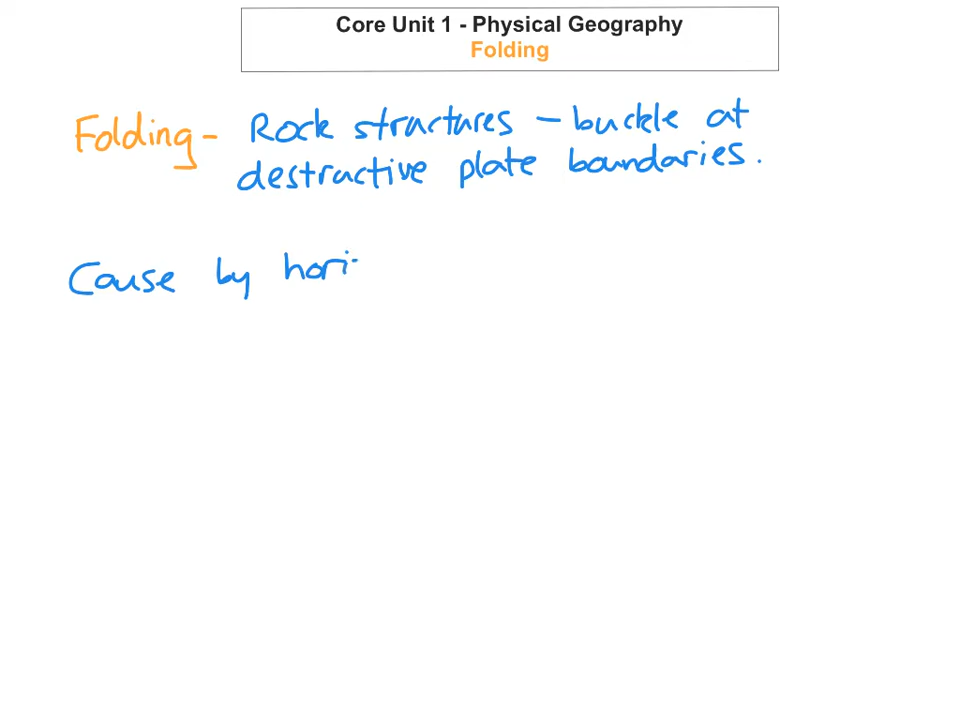 Core Unit 1 - Physical Geography
Folding
Folding - Rock structures - buckle at
destructive plate boundaries.
Cause by hori